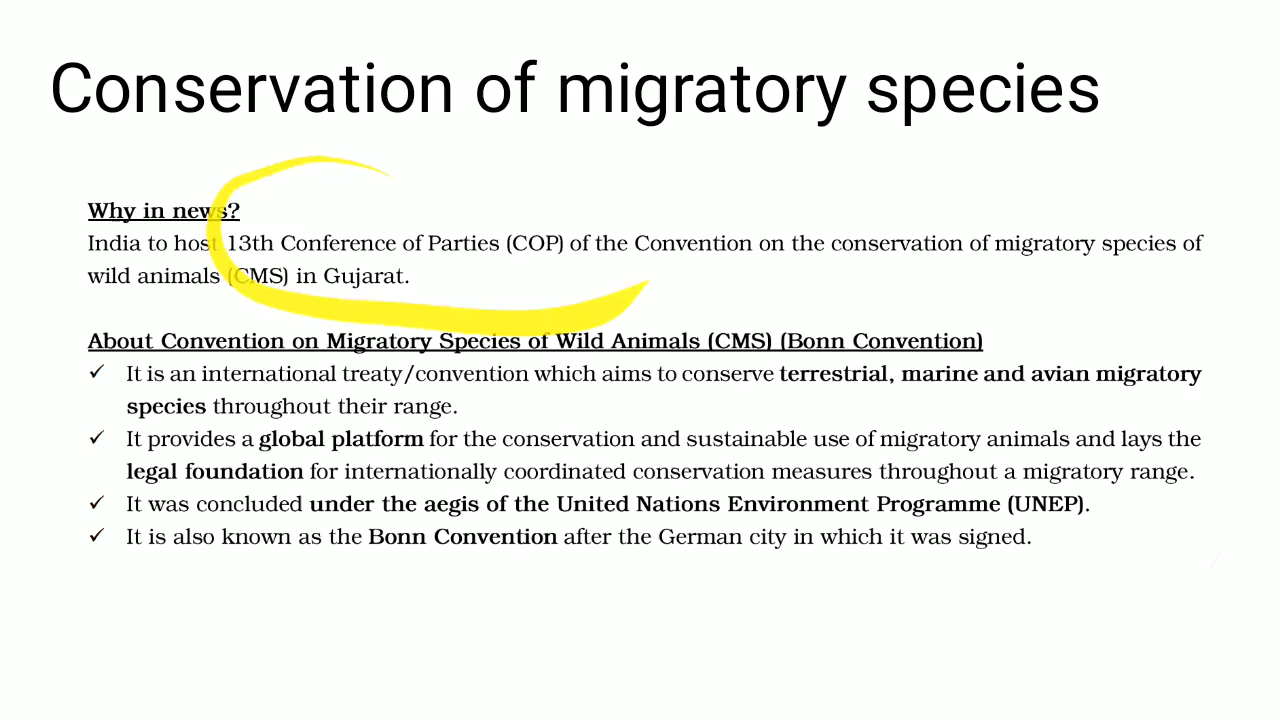 Conservation of migratory species
Why in news?
India to host 13th Conference of Parties (COP) of the Convention on the conservation of migratory species of
wild animals (CMS) in Gujarat.
About Convention on Migratory Species of Wild Animals (CMS) (Bonn Convention)
✓ It is an international treaty/convention which aims to conserve terrestrial, marine and avian migratory
species throughout their range.
✓ It provides a global platform for the conservation and sustainable use of migratory animals and lays the
legal foundation for internationally coordinated conservation measures throughout a migratory range.
✓ It was concluded under the aegis of the United Nations Environment Programme (UNEP).
✓ It is also known as the Bonn Convention after the German city in which it was signed.